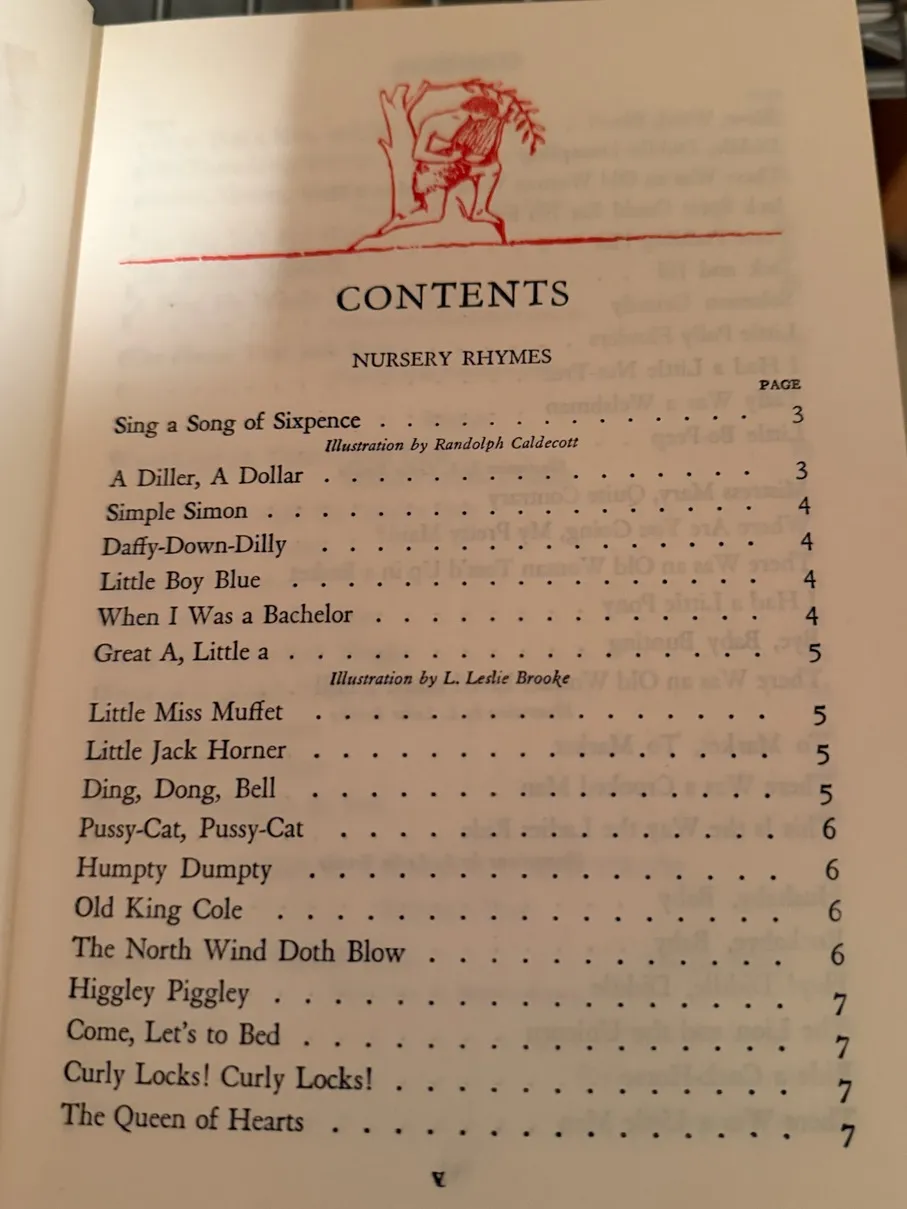 CONTENTS
NURSERY RHYMES
PAGE
Sing a Song of Sixpence . . . . . . . . . . . . . . 3
Illustration by Randolph Caldecott
A Diller, A Dollar . . . . . . . . . . . . . . . . 3
Simple Simon . . . . . . . . . . . . . . . . . . 4
Daffy-Down-Dilly . . . . . . . . . . . . . . . . 4
Little Boy Blue . . . . . . . . . . . . . . . . . 4
When I Was a Bachelor . . . . . . . . . . . . . . 4
Great A, Little a . . . . . . . . . . . . . . . . . 5
Illustration by L. Leslie Brooke
Little Miss Muffet . . . . . . . . . . . . . . . . 5
Little Jack Horner . . . . . . . . . . . . . . . . 5
Ding, Dong, Bell . . . . . . . . . . . . . . . . 5
Pussy-Cat, Pussy-Cat . . . . . . . . . . . . . . . 6
Humpty Dumpty . . . . . . . . . . . . . . . . 6
Old King Cole . . . . . . . . . . . . . . . . . 6
The North Wind Doth Blow . . . . . . . . . . . . 6
Higgley Piggley . . . . . . . . . . . . . . . . . 7
Come, Let's to Bed . . . . . . . . . . . . . . . . 7
Curly Locks! Curly Locks! . . . . . . . . . . . . . 7
The Queen of Hearts . . . . . . . . . . . . . . . 7
v